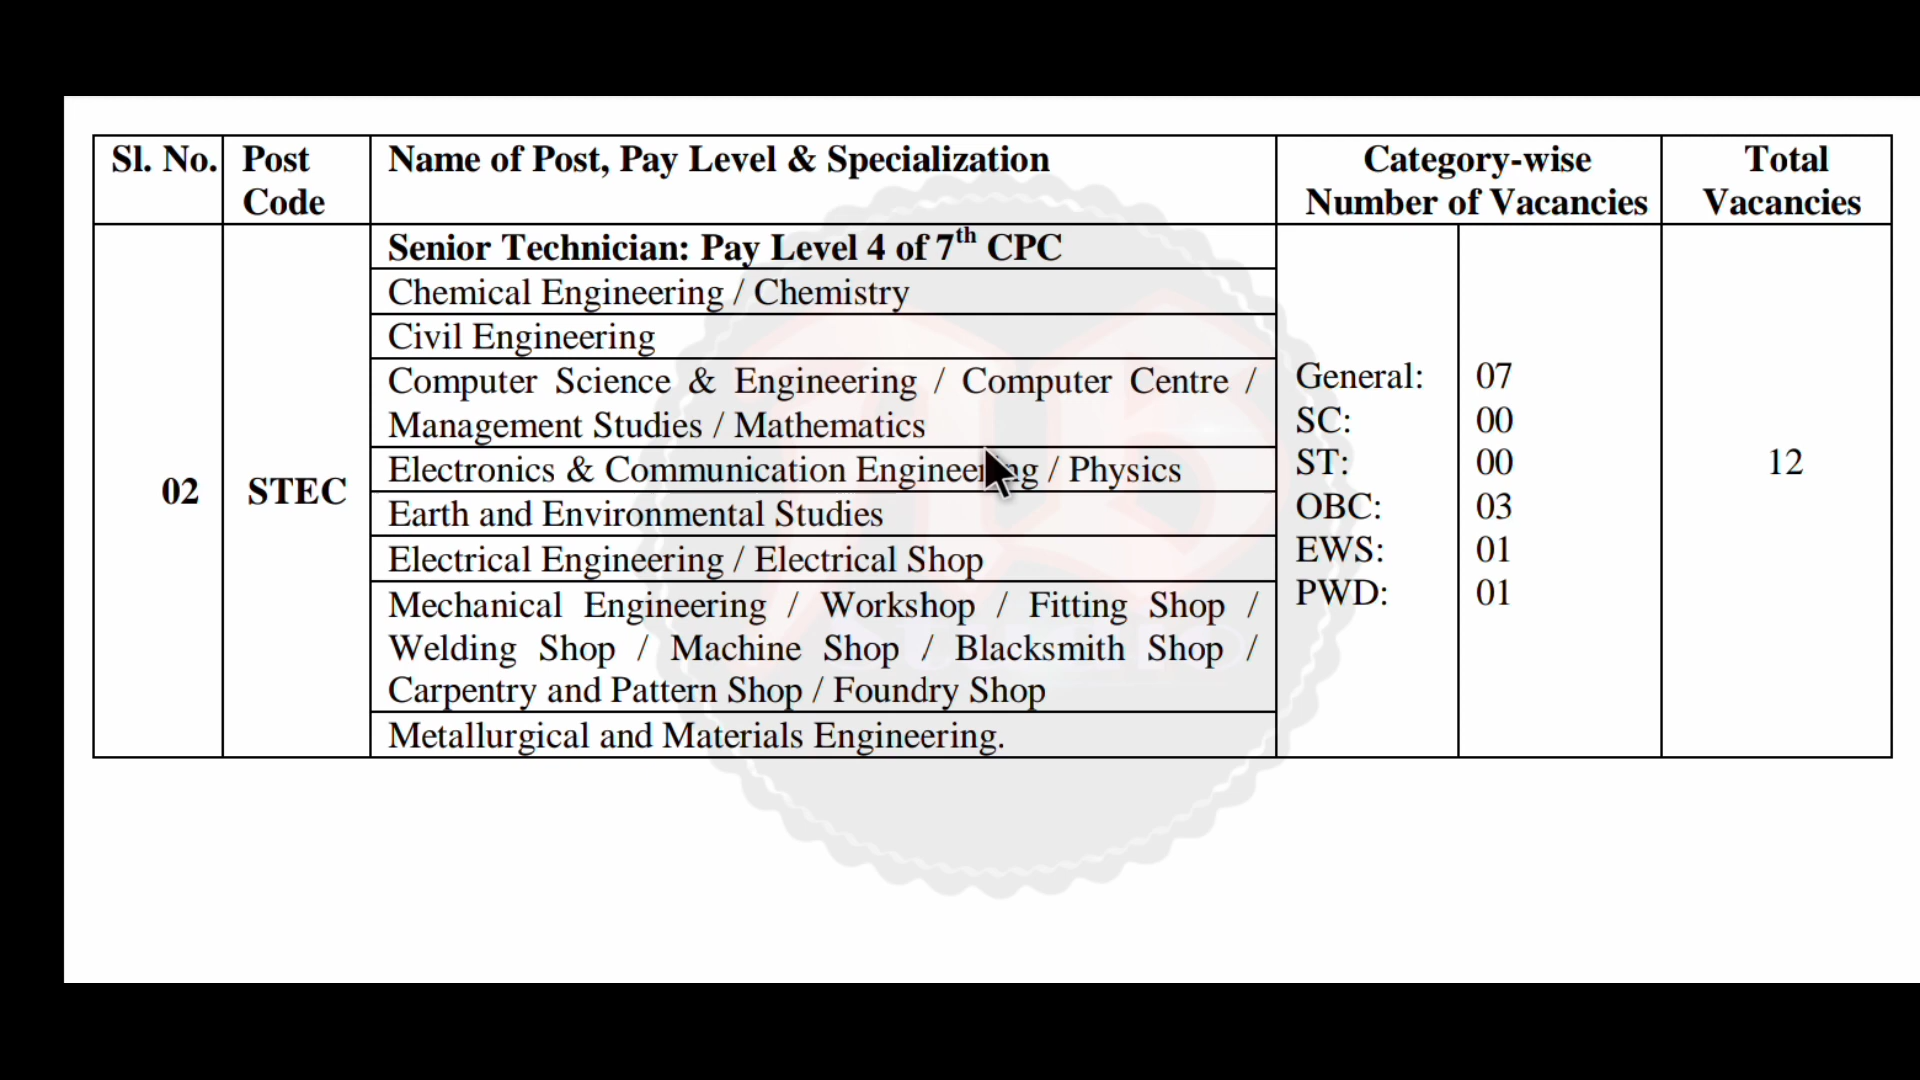 Sl. No. Post Code Name of Post, Pay Level & Specialization Category-wise Number of Vacancies Total Vacancies
02 STEC
Senior Technician: Pay Level 4 of 7th CPC
Chemical Engineering / Chemistry
Civil Engineering
Computer Science & Engineering / Computer Centre /
Management Studies / Mathematics
Electronics & Communication Engineering / Physics
Earth and Environmental Studies
Electrical Engineering / Electrical Shop
Mechanical Engineering / Workshop / Fitting Shop /
Welding Shop / Machine Shop / Blacksmith Shop /
Carpentry and Pattern Shop / Foundry Shop
Metallurgical and Materials Engineering.
General: 07
SC: 00
ST: 00
OBC: 03
EWS: 01
PWD: 01
12